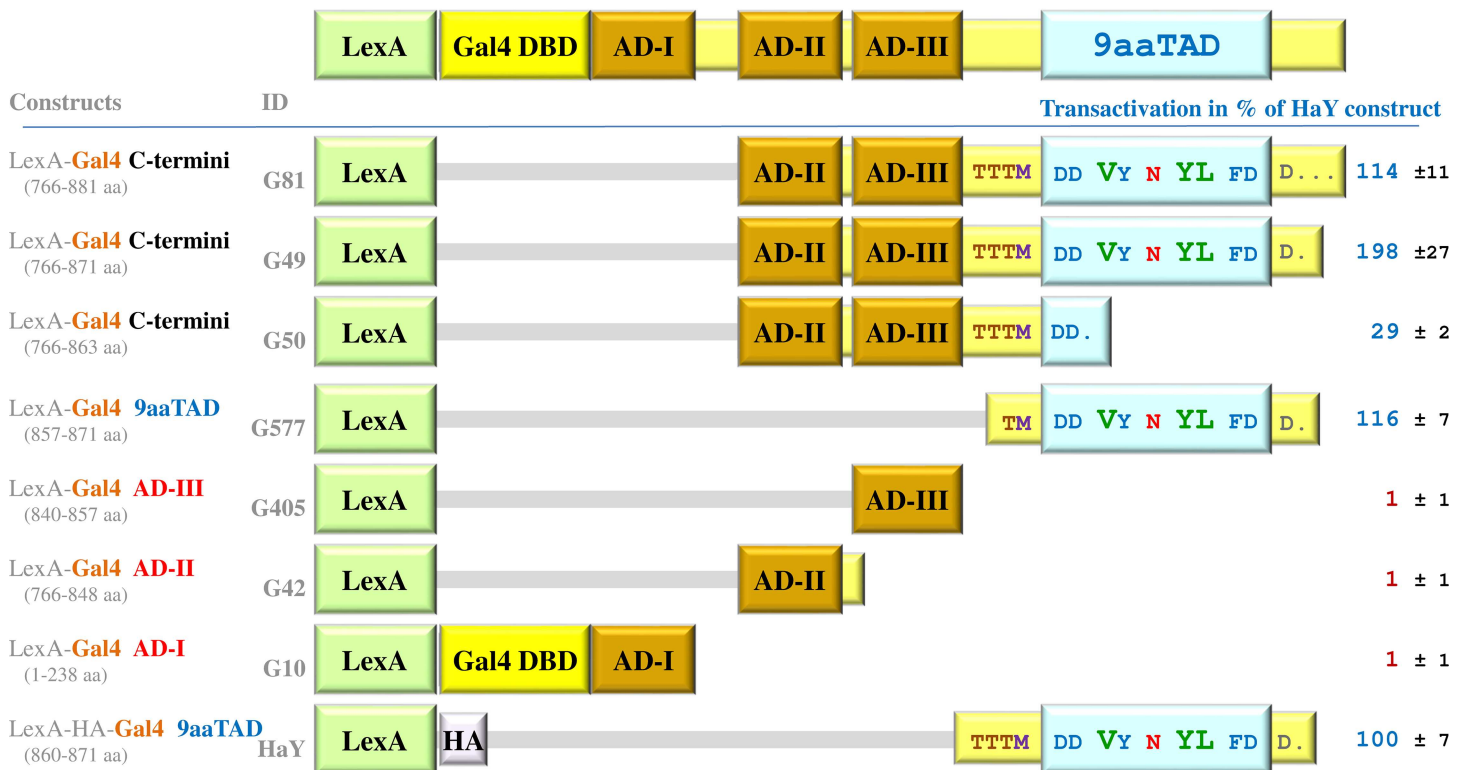 LexA Gal4 DBD AD-I AD-II AD-III 9aaTAD
Constructs ID Transactivation in % of HaY construct
LexA-Gal4 C-termini
(766-881 aa)
G81 LexA AD-II AD-III TTTM DD VY N YL FD D... 114 ±11
LexA-Gal4 C-termini
(766-871 aa)
G49 LexA AD-II AD-III TTTM DD VY N YL FD D. 198 ±27
LexA-Gal4 C-termini
(766-863 aa)
G50 LexA AD-II AD-III TTTM DD. 29 ± 2
LexA-Gal4 9aaTAD
(857-871 aa)
G577 LexA TM DD VY N YL FD D. 116 ± 7
LexA-Gal4 AD-III
(840-857 aa)
G405 LexA AD-III 1 ± 1
LexA-Gal4 AD-II
(766-848 aa)
G42 LexA AD-II 1 ± 1
LexA-Gal4 AD-I
(1-238 aa)
G10 LexA Gal4 DBD AD-I 1 ± 1
LexA-HA-Gal4 9aaTAD
(860-871 aa)
HaY LexA HA TTTM DD VY N YL FD D. 100 ± 7